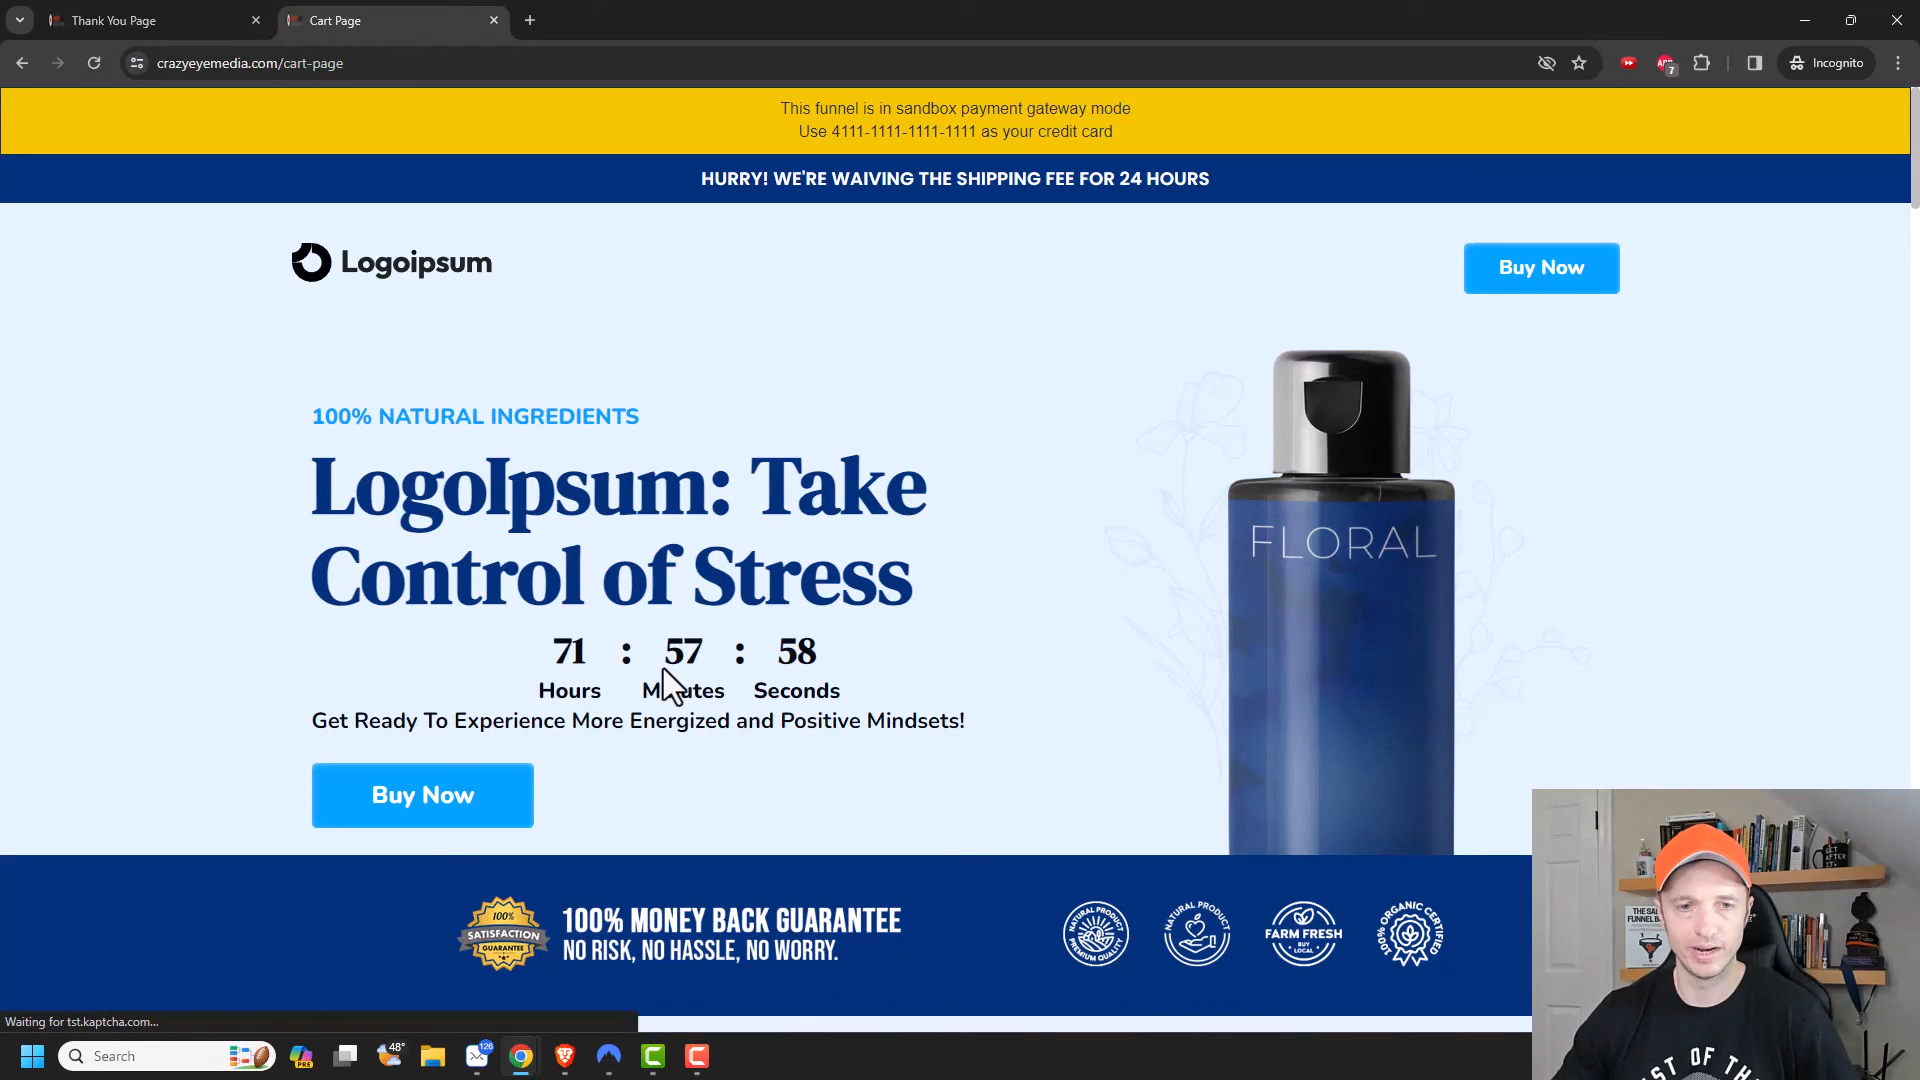 Thank You Page
Cart Page
crazyeyemedia.com/cart-page
7
Incognito
This funnel is in sandbox payment gateway mode
Use 4111-1111-1111-1111 as your credit card
HURRY! WE'RE WAIVING THE SHIPPING FEE FOR 24 HOURS
Logoipsum
Buy Now
100% NATURAL INGREDIENTS
LogoIpsum: Take
Control of Stress
71 : 57 : 58
Hours Minutes Seconds
Get Ready To Experience More Energized and Positive Mindsets!
Buy Now
FLORAL
100%
SATISFACTION
GUARANTEE
100% MONEY BACK GUARANTEE
NO RISK, NO HASSLE, NO WORRY.
NATURAL PRODUCT
PREMIUM QUALITY
NATURAL PRODUCT
FARM FRESH
BUY
LOCAL
100% ORGANIC CERTIFIED
Waiting for tst.kaptcha.com...
Search
PRE
48°
126